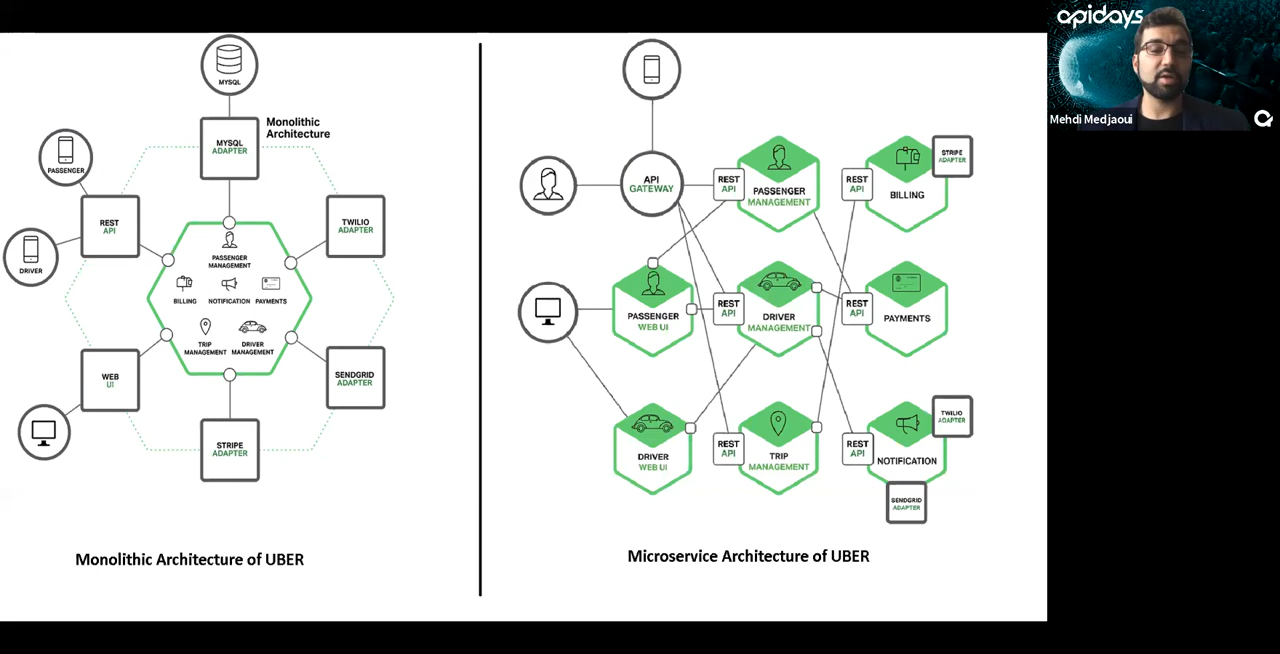 MYSQL
Monolithic
Architecture
MYSQL
ADAPTER
PASSENGER
REST
API
TWILIO
ADAPTER
DRIVER
PASSENGER
MANAGEMENT
BILLING
NOTIFICATION
PAYMENTS
TRIP
MANAGEMENT
DRIVER
MANAGEMENT
WEB
UI
SENDGRID
ADAPTER
STRIPE
ADAPTER
Monolithic Architecture of UBER
API
GATEWAY
REST
API
PASSENGER
MANAGEMENT
REST
API
BILLING
STRIPE
ADAPTER
PASSENGER
WEB UI
REST
API
DRIVER
MANAGEMENT
REST
API
PAYMENTS
DRIVER
WEB UI
REST
API
TRIP
MANAGEMENT
REST
API
NOTIFICATION
TWILIO
ADAPTER
SENDGRID
ADAPTER
Microservice Architecture of UBER
apidays
Mehdi Medjaoui